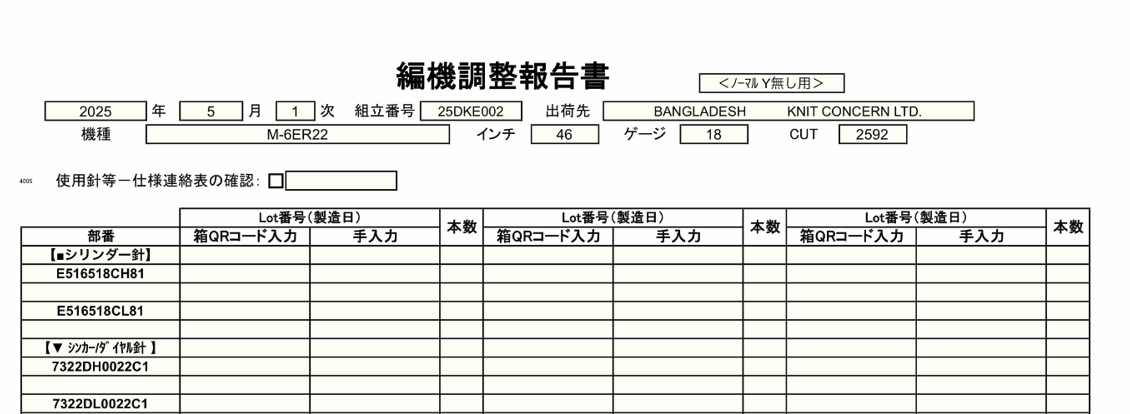 編機調整報告書
＜ﾉｰﾏﾙ Y無し用＞
2025 年 5 月 1 次 組立番号 25DKE002 出荷先 BANGLADESH KNIT CONCERN LTD.
機種 M-6ER22 インチ 46 ゲージ 18 CUT 2592
4005 使用針等－仕様連絡表の確認：
Lot番号（製造日） 本数 Lot番号（製造日） 本数 Lot番号（製造日） 本数
部番 箱QRコード入力 手入力 箱QRコード入力 手入力 箱QRコード入力 手入力
【■シリンダー針】
E516518CH81
E516518CL81
【▼ ｼﾝｶｰ/ﾀﾞｲﾔﾙ針 】
7322DH0022C1
7322DL0022C1